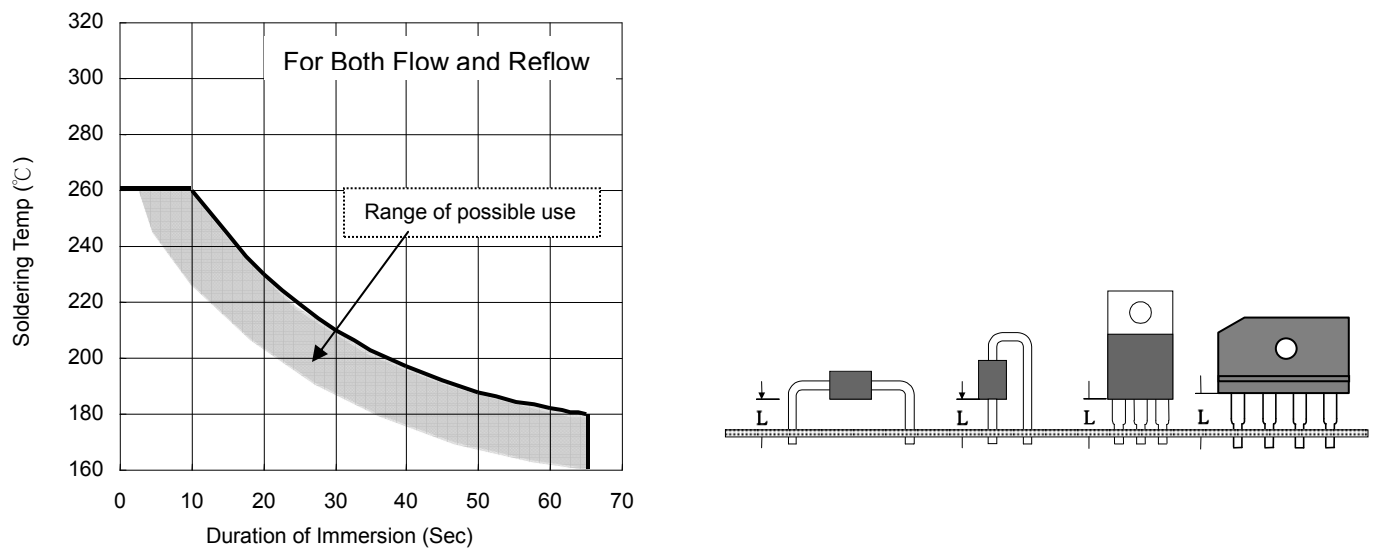 320
For Both Flow and Reflow
300
280
260
Range of possible use
240
220
200
180
160
0 10 20 30 40 50 60 70
Soldering Temp (℃)
Duration of Immersion (Sec)
L
L
L
L